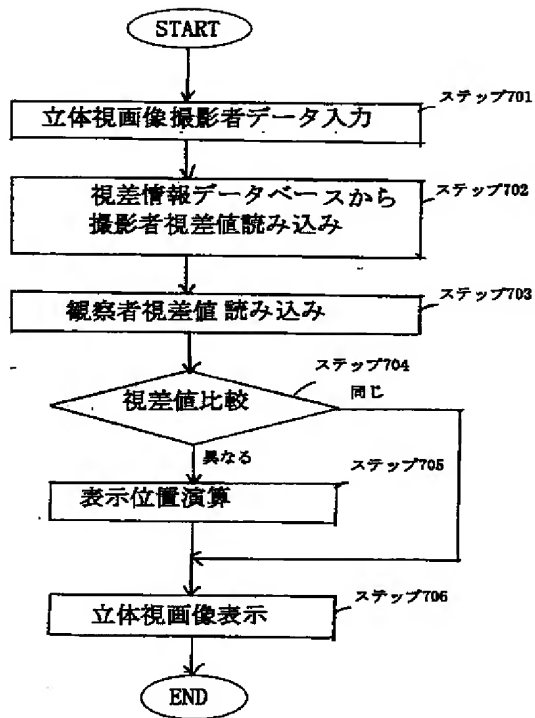 START
ステップ701
立体視画像撮影者データ入力
ステップ702
視差情報データベースから
撮影者視差値読み込み
ステップ703
観察者視差値読み込み
ステップ704
視差値比較
同じ
異なる
ステップ705
表示位置演算
ステップ706
立体視画像表示
END